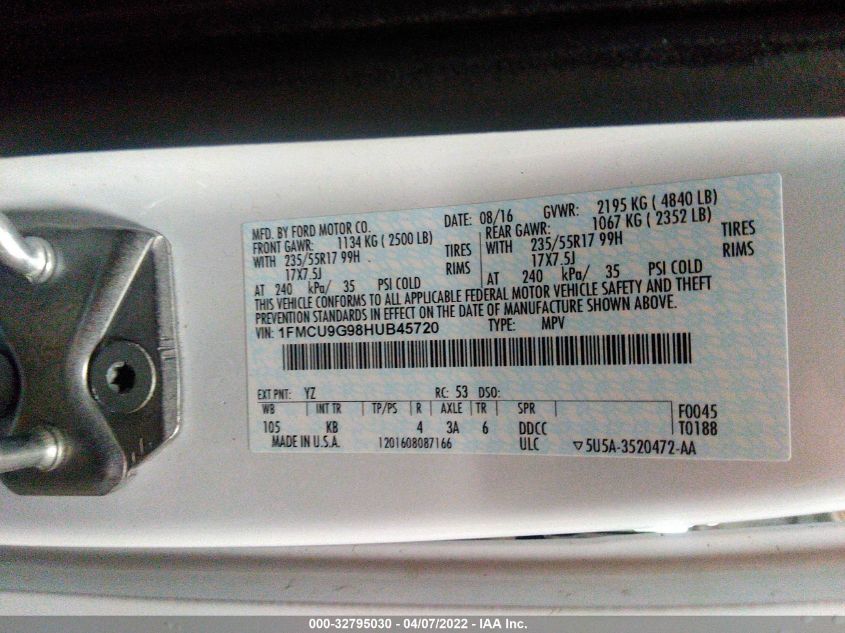 MFD. BY FORD MOTOR CO. DATE: 08/16 GVWR: 2195 KG ( 4840 LB)
FRONT GAWR: 1134 KG ( 2500 LB) REAR GAWR: 1067 KG ( 2352 LB)
WITH 235/55R17 99H TIRES WITH 235/55R17 99H TIRES
17X7.5J RIMS 17X7.5J RIMS
AT 240 kPa/ 35 PSI COLD AT 240 kPa/ 35 PSI COLD
THIS VEHICLE CONFORMS TO ALL APPLICABLE FEDERAL MOTOR VEHICLE SAFETY AND THEFT
PREVENTION STANDARDS IN EFFECT ON THE DATE OF MANUFACTURE SHOWN ABOVE.
VIN: 1FMCU9G98HUB45720 TYPE: MPV
EXT PNT: YZ RC: 53 DSO:
WB INT TR TP/PS R AXLE TR SPR F0045
105 KB 4 3A 6 DDCC T0188
MADE IN U.S.A. 1201608087166 ULC ▽5U5A-3520472-AA
000-32795030 - 04/07/2022 - IAA Inc.